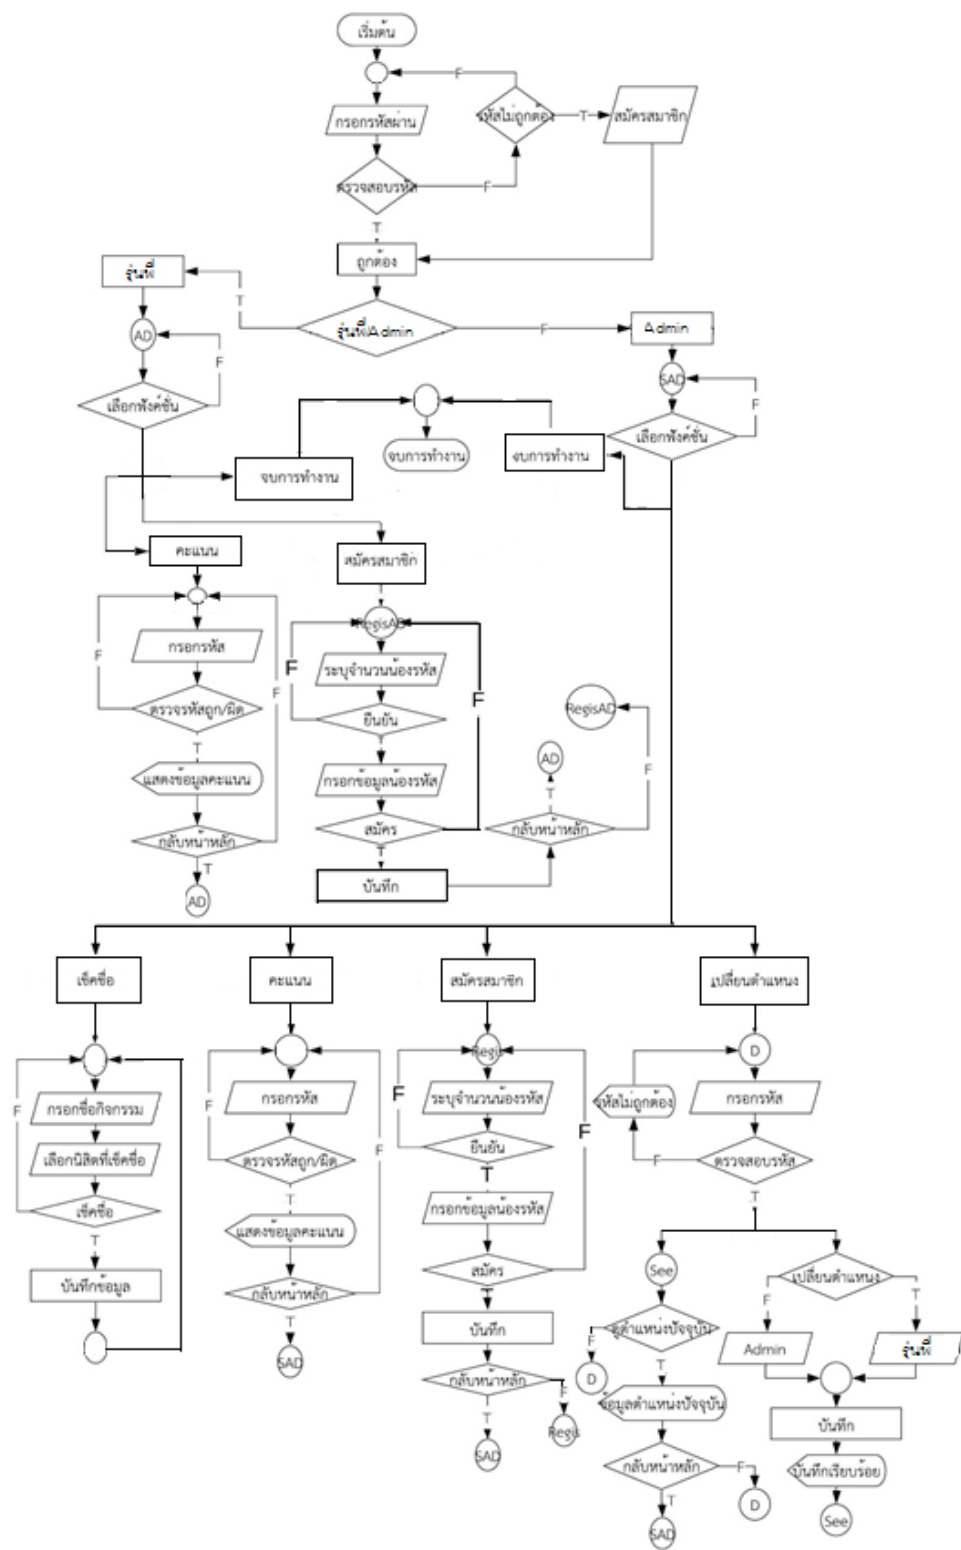 เริ่มต้น
F
กรอกรหัสผ่าน
รหัสไม่ถูกต้อง
T
สมัครสมาชิก
ตรวจสอบรหัส
F
T
ถูกต้อง
รุ่นพี่
T
รุ่นพี่/Admin
F
Admin
AD
F
SAD
F
เลือกฟังค์ชั่น
เลือกฟังค์ชั่น
จบการทำงาน
จบการทำงาน
จบการทำงาน
คะแนน
สมัครสมาชิก
T
RegisAD
F
กรอกรหัส
F
F
ระบุจำนวนน้องรหัส
F
ตรวจรหัสถูก/ผิด
ยืนยัน
RegisAD
T
T
AD
F
แสดงข้อมูลคะแนน
กรอกข้อมูลน้องรหัส
T
กลับหน้าหลัก
สมัคร
กลับหน้าหลัก
T
T
AD
บันทึก
เช็คชื่อ
คะแนน
สมัครสมาชิก
เปลี่ยนตำแหนง
Regis
D
F
กรอกชื่อกิจกรรม
F
กรอกรหัส
F
ระบุจำนวนน้องรหัส
รหัสไม่ถูกต้อง
กรอกรหัส
F
F
เลือกนิสิตที่เช็คชื่อ
ตรวจรหัสถูก/ผิด
ยืนยัน
F
ตรวจสอบรหัส
T
T
T
เช็คชื่อ
แสดงข้อมูลคะแนน
กรอกข้อมูลน้องรหัส
T
T
บันทึกข้อมูล
กลับหน้าหลัก
สมัคร
See
เปลี่ยนตำแหนง
T
T
F
T
SAD
บันทึก
ดูตำแหน่งปัจจุบัน
Admin
รุ่นพี่
F
T
D
กลับหน้าหลัก
F
T
Regis
SAD
ข้อมูลตำแหน่งปัจจุบัน
บันทึก
กลับหน้าหลัก
F
D
บันทึกเรียบร้อย
T
SAD
See